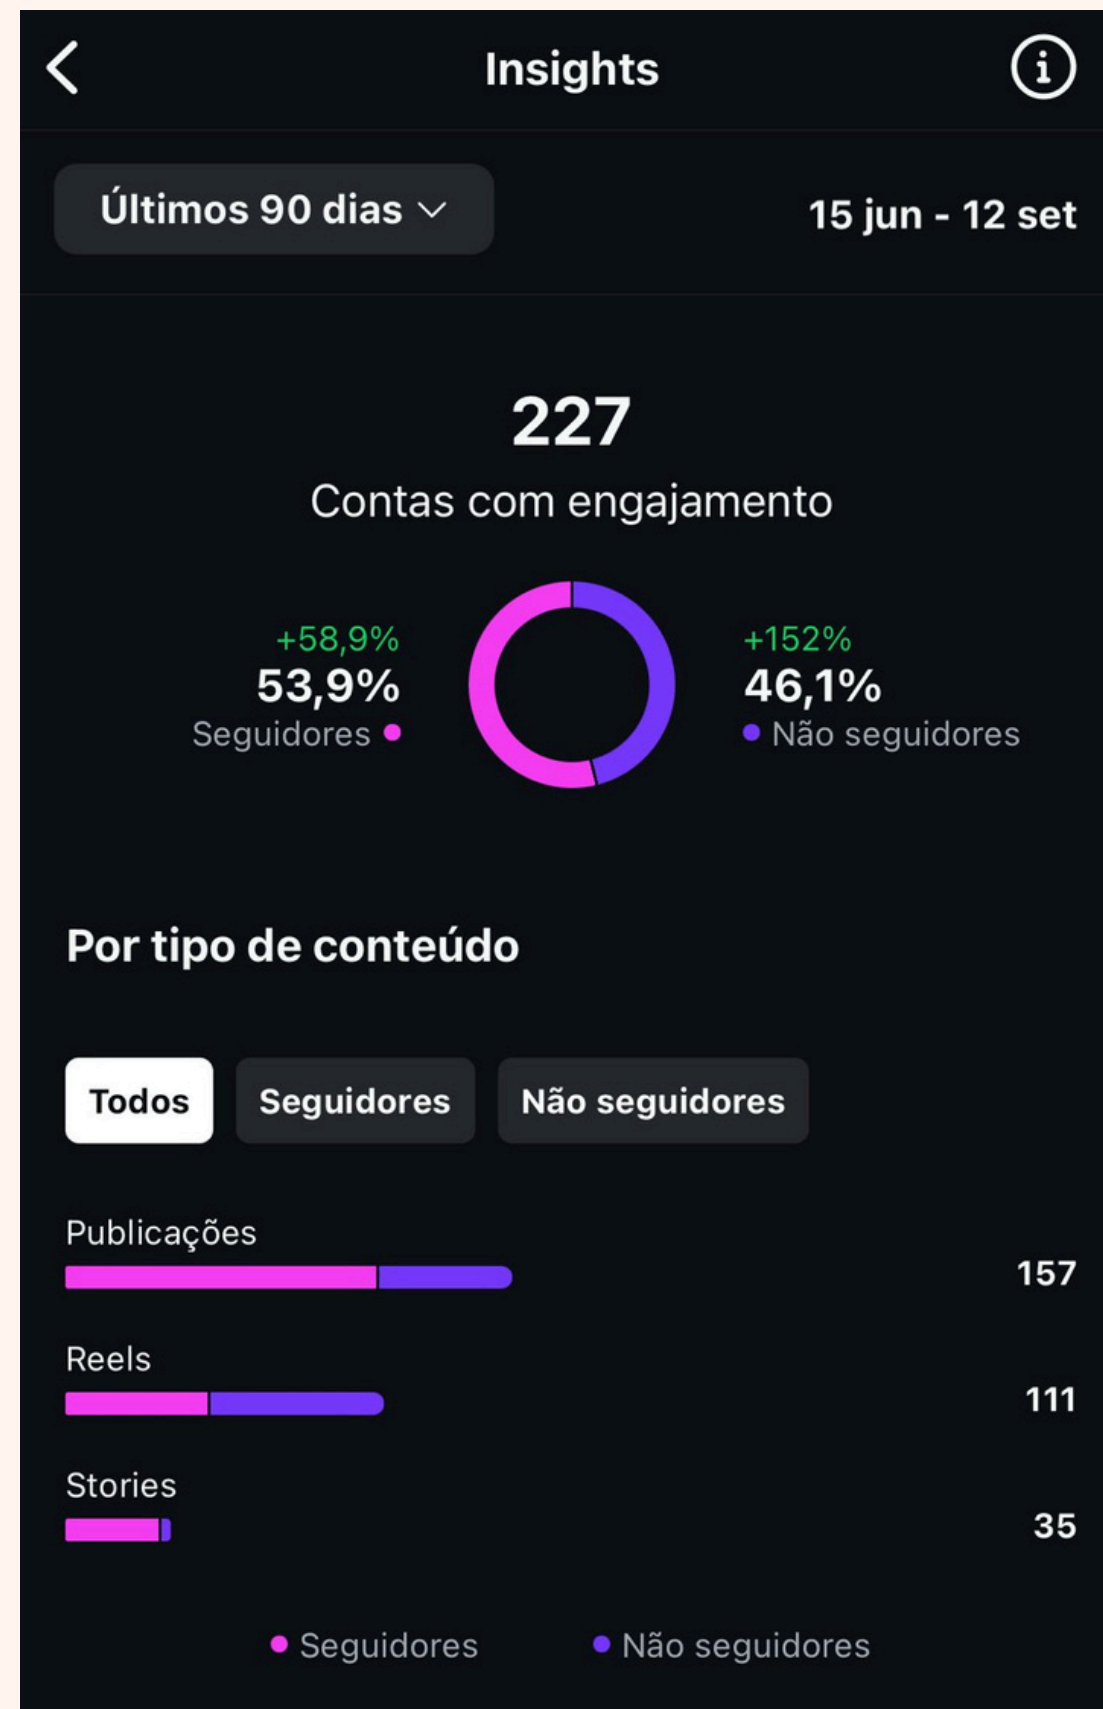 Insights
Últimos 90 dias
15 jun - 12 set
227
Contas com engajamento
+58,9%
53,9%
Seguidores
+152%
46,1%
Não seguidores
Por tipo de conteúdo
Todos
Seguidores
Não seguidores
Publicações
157
Reels
111
Stories
35
Seguidores
Não seguidores